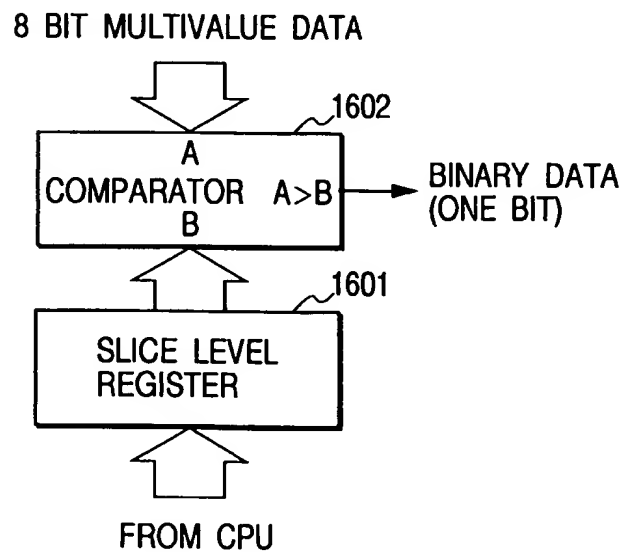 8 BIT MULTIVALUE DATA
1602
A
COMPARATOR A>B
B
BINARY DATA
(ONE BIT)
1601
SLICE LEVEL
REGISTER
FROM CPU